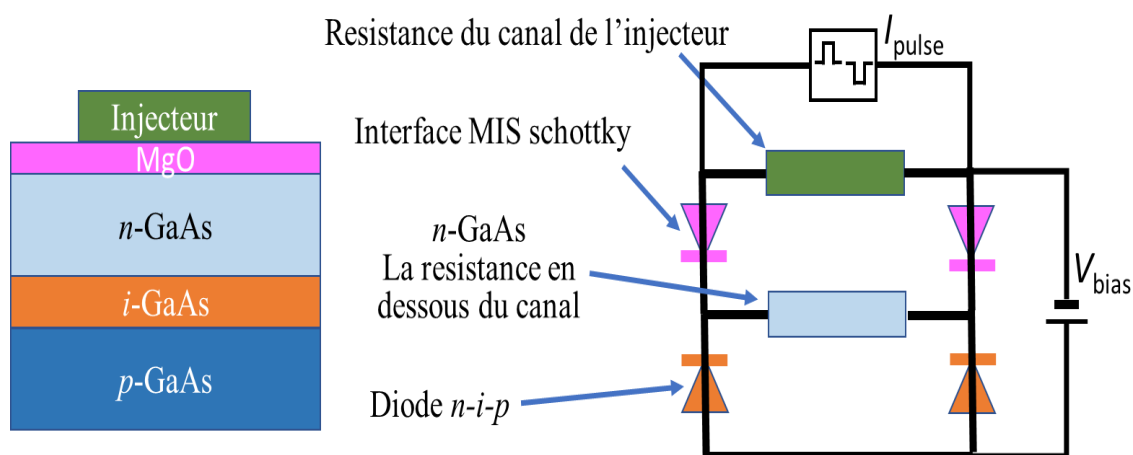 Injecteur
MgO
n-GaAs
i-GaAs
p-GaAs
Resistance du canal de l’injecteur
Ipulse
Interface MIS schottky
n-GaAs
La resistance en
dessous du canal
Vbias
Diode n-i-p